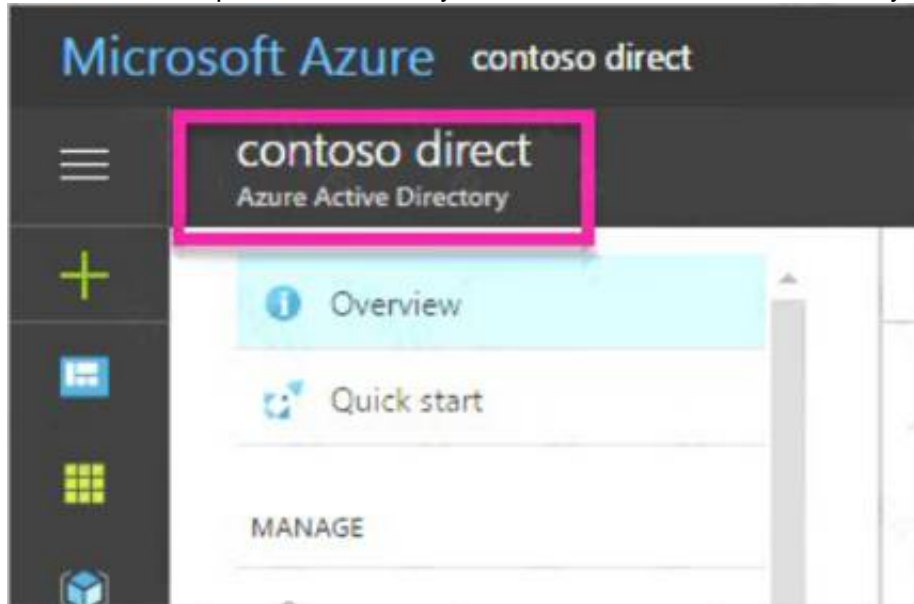 Microsoft Azure contoso direct
contoso direct
Azure Active Directory
Overview
Quick start
MANAGE